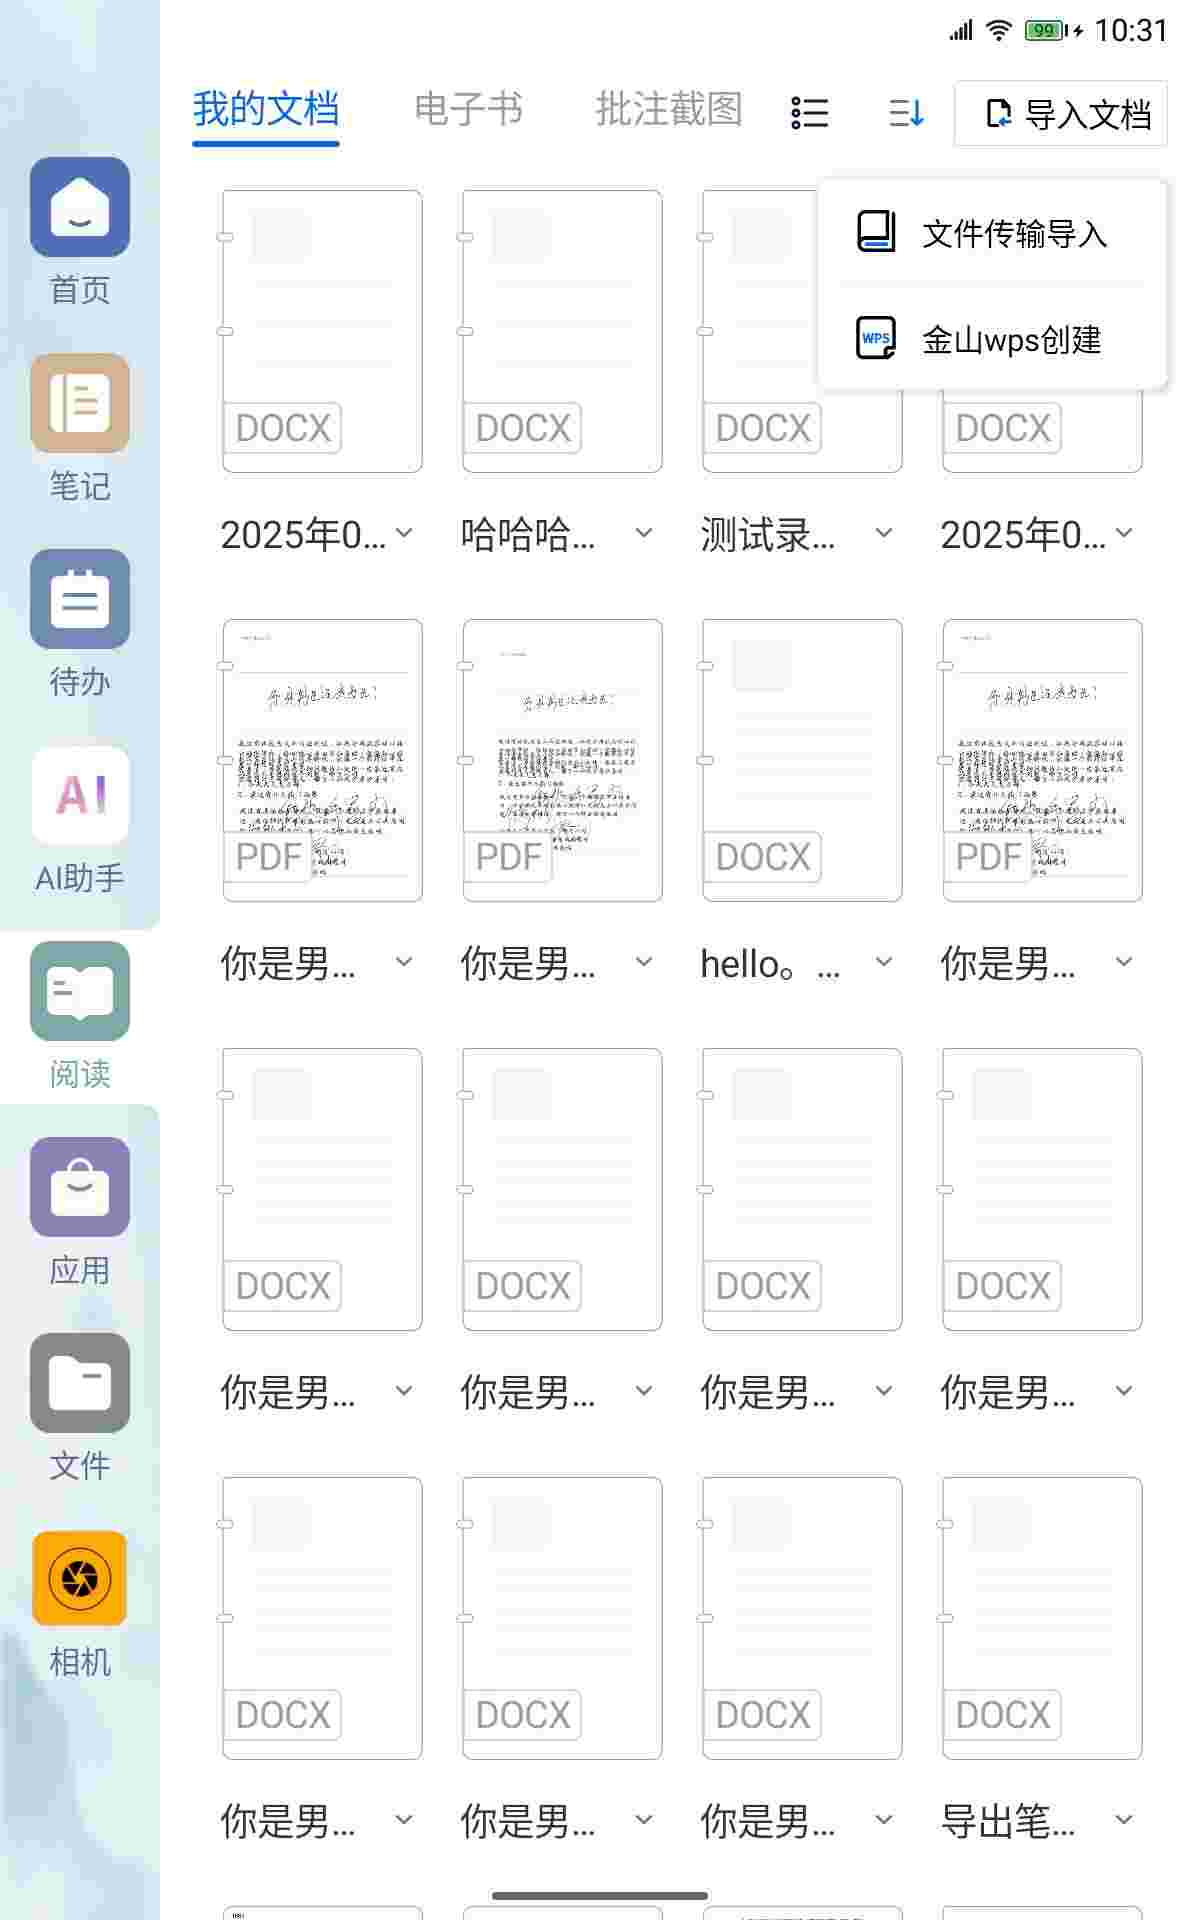 99 10:31
我的文档 电子书 批注截图 导入文档
文件传输导入
WPS 金山wps创建
首页
笔记
待办
AI
AI助手
阅读
应用
文件
相机
DOCX DOCX DOCX DOCX
2025年0... 哈哈哈... 测试录... 2025年0...
PDF PDF DOCX PDF
你是男... 你是男... hello。... 你是男...
DOCX DOCX DOCX DOCX
你是男... 你是男... 你是男... 你是男...
DOCX DOCX DOCX DOCX
你是男... 你是男... 你是男... 导出笔...